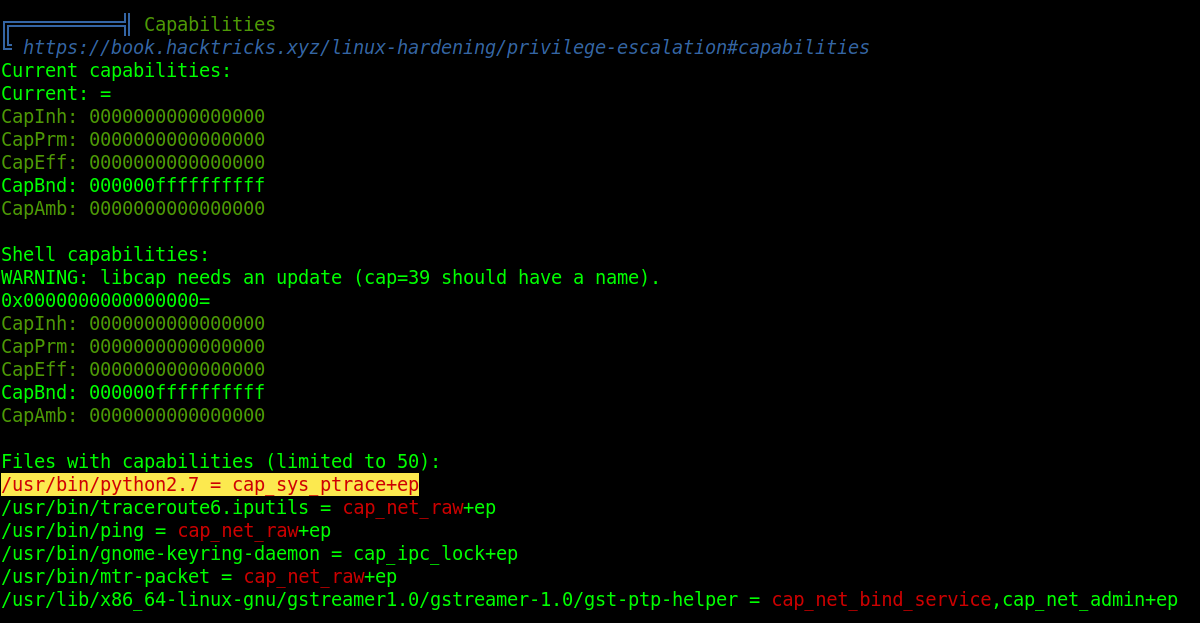 ╔══════════╣ Capabilities
╚ https://book.hacktricks.xyz/linux-hardening/privilege-escalation#capabilities
Current capabilities:
Current: =
CapInh: 0000000000000000
CapPrm: 0000000000000000
CapEff: 0000000000000000
CapBnd: 000000ffffffffff
CapAmb: 0000000000000000
Shell capabilities:
WARNING: libcap needs an update (cap=39 should have a name).
0x0000000000000000=
CapInh: 0000000000000000
CapPrm: 0000000000000000
CapEff: 0000000000000000
CapBnd: 000000ffffffffff
CapAmb: 0000000000000000
Files with capabilities (limited to 50):
/usr/bin/python2.7 = cap_sys_ptrace+ep
/usr/bin/traceroute6.iputils = cap_net_raw+ep
/usr/bin/ping = cap_net_raw+ep
/usr/bin/gnome-keyring-daemon = cap_ipc_lock+ep
/usr/bin/mtr-packet = cap_net_raw+ep
/usr/lib/x86_64-linux-gnu/gstreamer1.0/gstreamer-1.0/gst-ptp-helper = cap_net_bind_service,cap_net_admin+ep